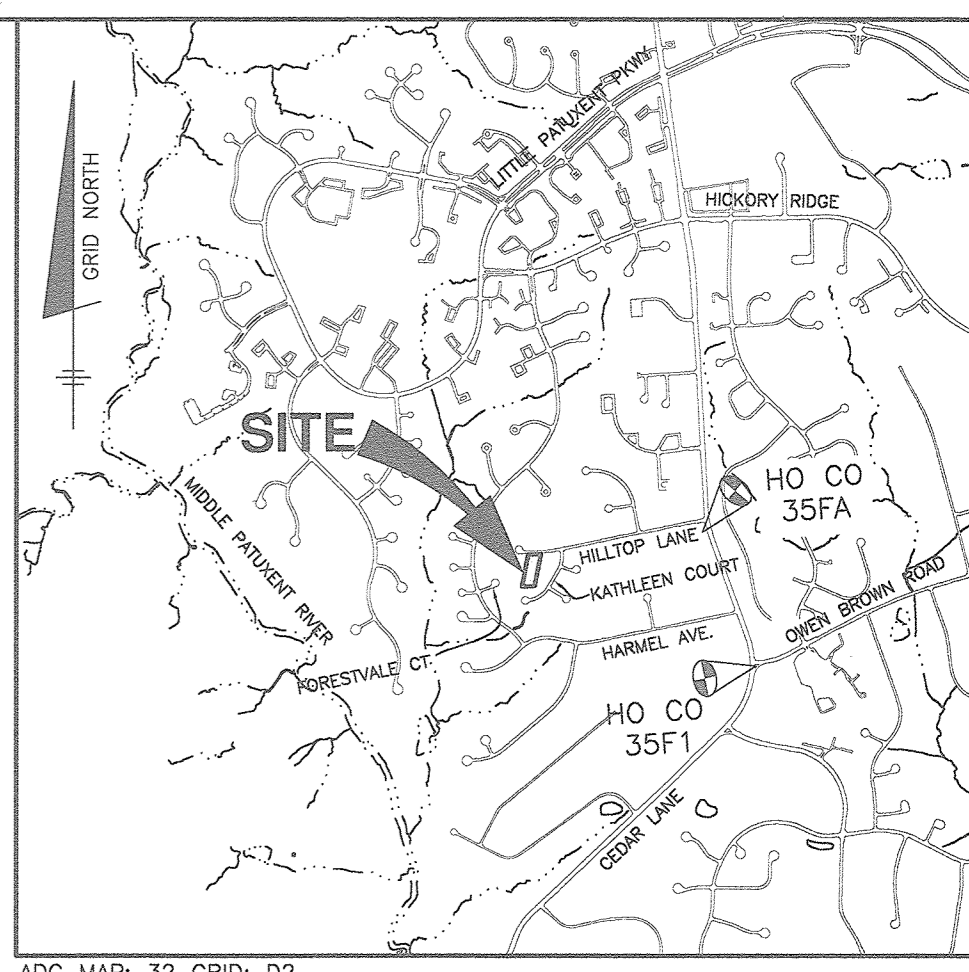 LITTLE PATUXENT PKWY
GRID NORTH
HICKORY RIDGE
SITE
HO CO
35FA
MIDDLE PATUXENT RIVER
HILLTOP LANE
KATHLEEN COURT
OWEN BROWN ROAD
HARMEL AVE.
FORESTVALE CT.
HO CO
35F1
CEDAR LANE
ADC MAP: 32 GRID: D2